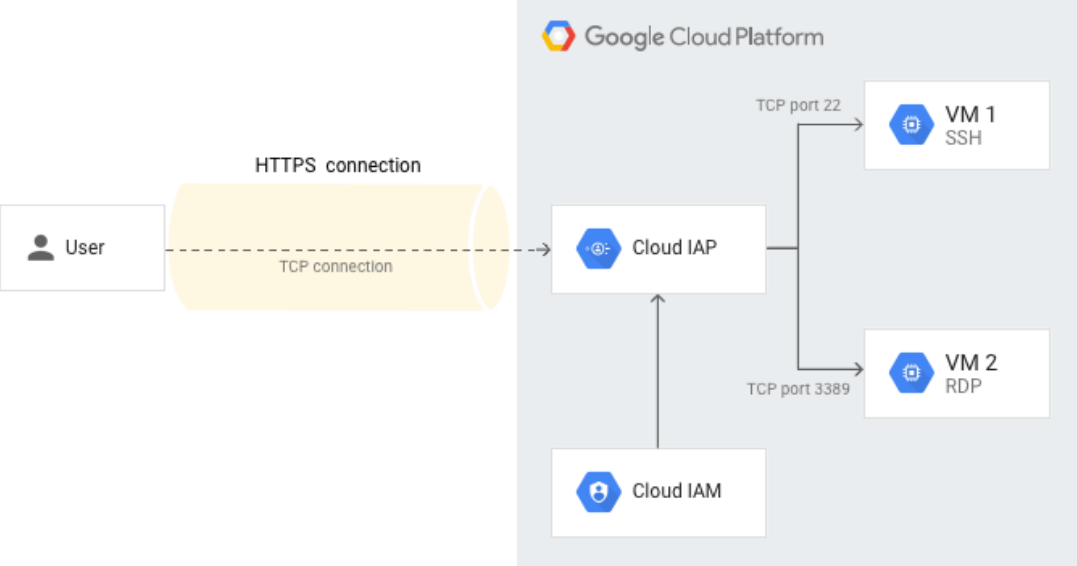 Google Cloud Platform
TCP port 22
VM 1
SSH
HTTPS connection
User
TCP connection
Cloud IAP
VM 2
RDP
TCP port 3389
Cloud IAM